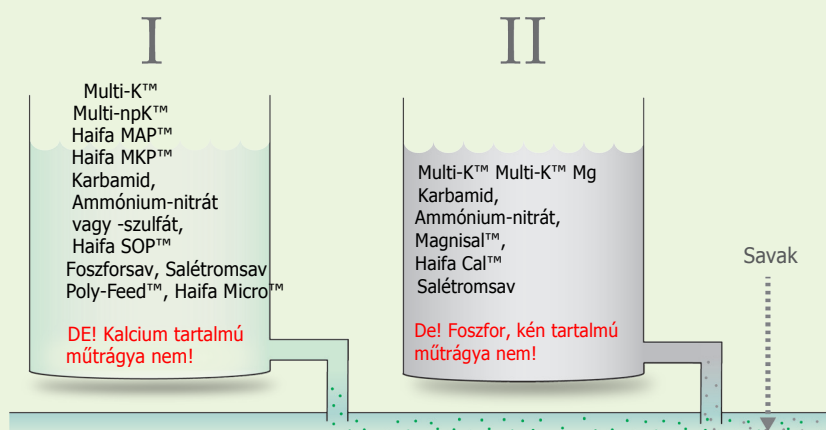 I
Multi-K™
Multi-npK™
Haifa MAP™
Haifa MKP™
Karbamid,
Ammónium-nitrát
vagy -szulfát,
Haifa SOP™
Foszforsav, Salétromsav
Poly-Feed™, Haifa Micro™
DE! Kalcium tartalmú
műtrágya nem!
II
Multi-K™ Multi-K™ Mg
Karbamid,
Ammónium-nitrát,
Magnisal™,
Haifa Cal™
Salétromsav
De! Foszfor, kén tartalmú
műtrágya nem!
Savak